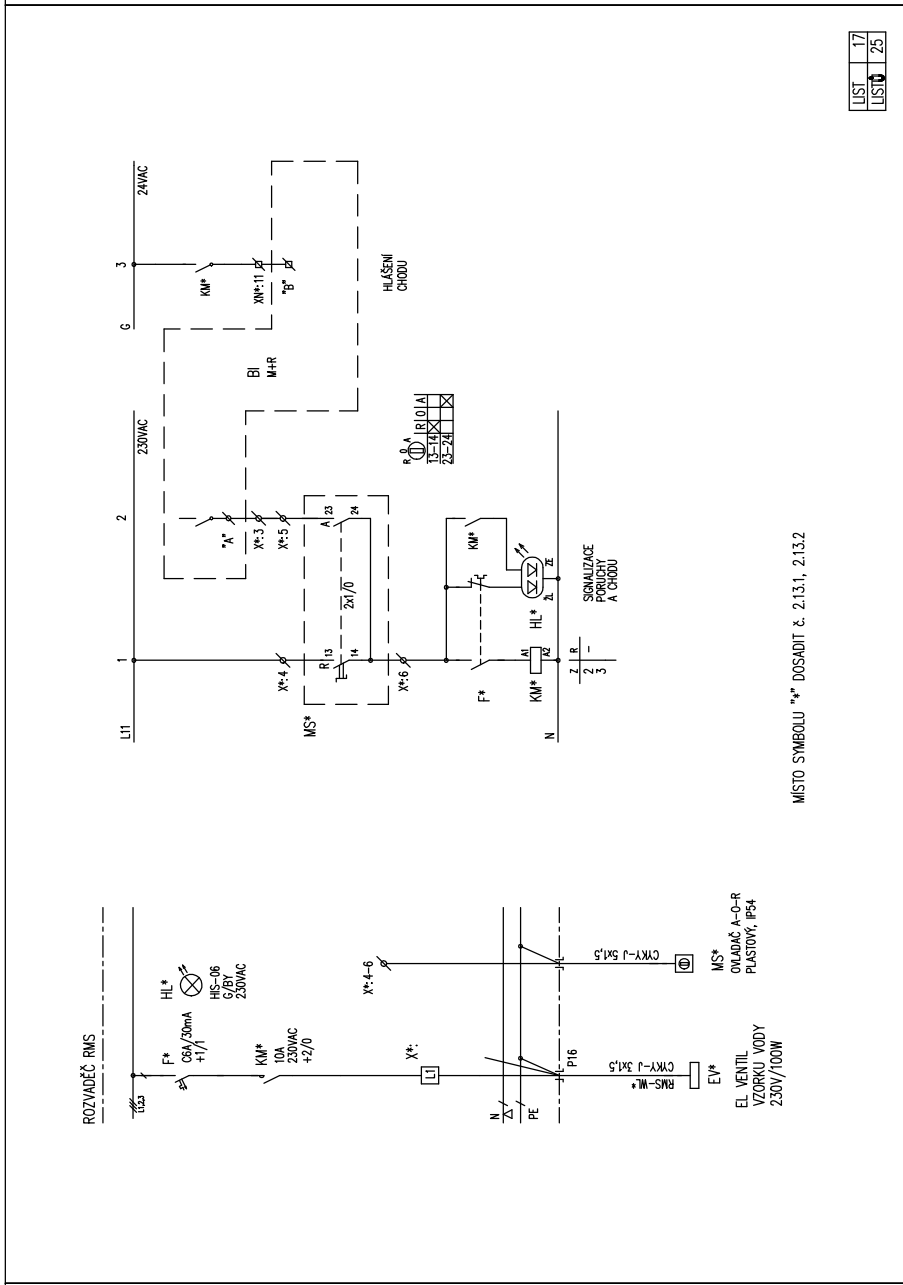 ROZVADĚČ RMS
L1,2,3
F*
C6A/30mA
+1/1
HL*
HIS-06
G/BY
230VAC
KM*
10A
230VAC
+2/0
X*:
L1
X*:4-6
N
PE
P16
RMS-WL*
CYKY-J 3x1,5
CYKY-J 5x1,5
EV*
EL VENTIL
VZORKU VODY
230V/100W
MS*
OVLADAČ A-O-R
PLASTOVÝ, IP54
L11
1
2
230VAC
G
3
24VAC
"A"
X*:3
X*:5
X*:4
BI
M+R
KM*
XN*:11
"B"
HLÁŠENÍ
CHODU
MS*
R
13
14
2x1/0
A
23
24
X*:6
R O A
R O A
13-14
23-24
F*
KM*
HL*
ZL
ZE
KM*
A1
A2
N
SIGNALIZACE
PORUCHY
A CHODU
Z R
2 -
3
MÍSTO SYMBOLU "*" DOSADIT č. 2.13.1, 2.13.2
LIST 17
LISTŮ 25